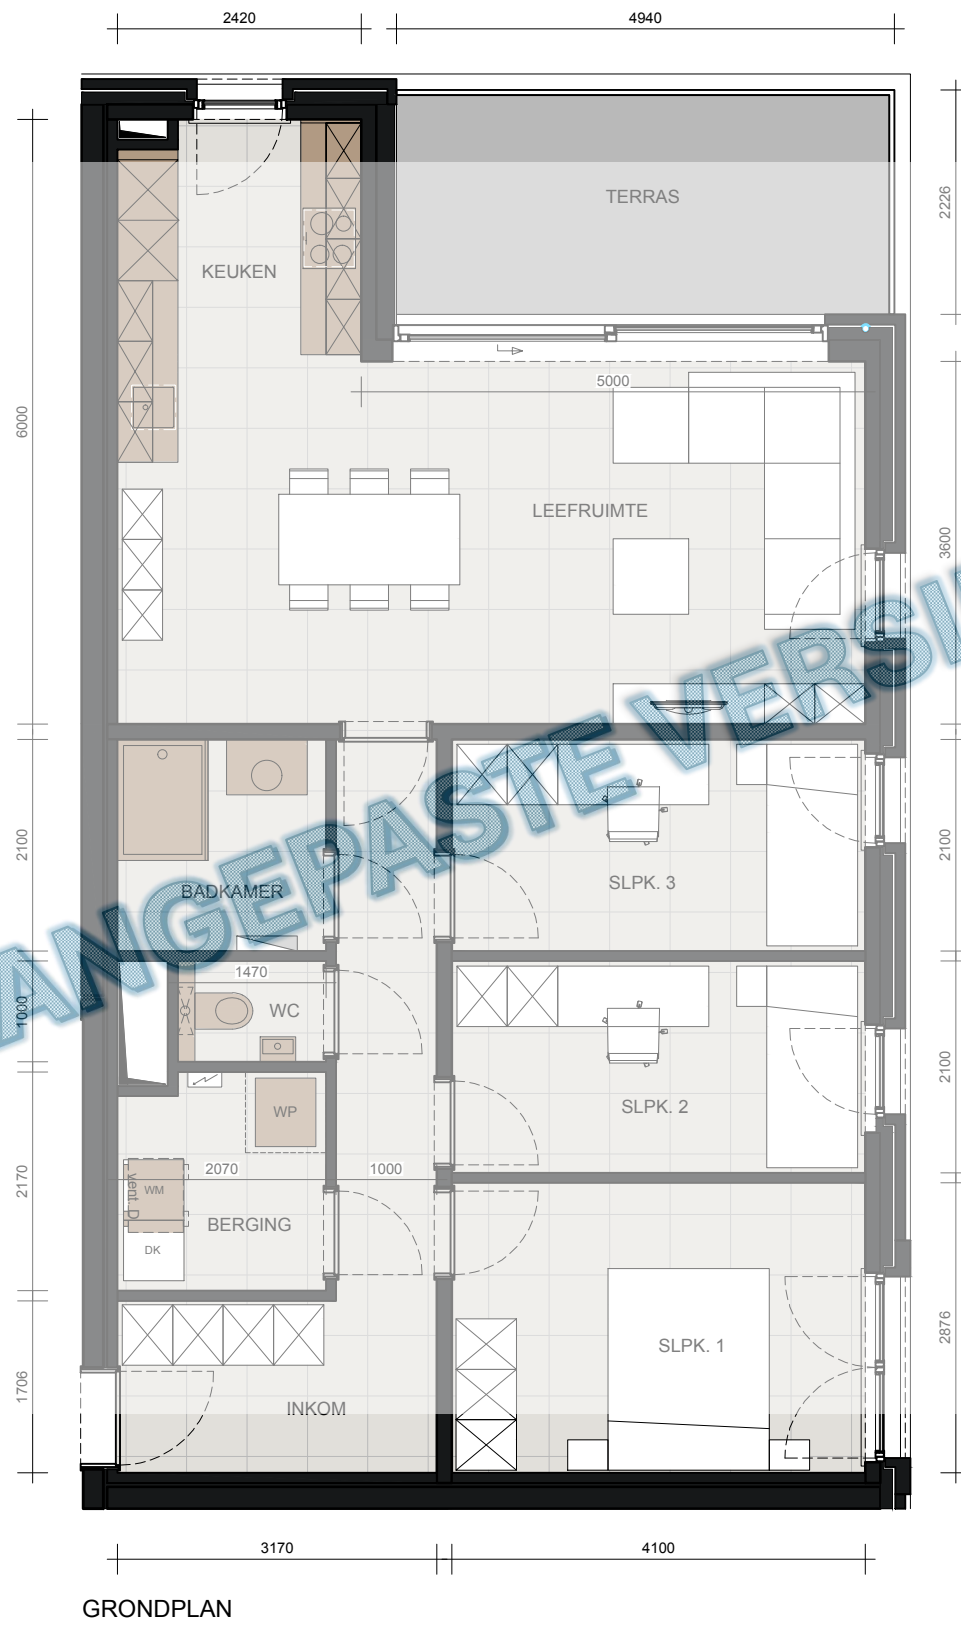 2420
4940
TERRAS
2226
KEUKEN
5000
6000
LEEFRUIMTE
3600
ANGEPASTE VERSI
2100
BADKAMER
SLPK. 3
2100
1470
1000
WC
2100
SLPK. 2
WP
2070
1000
2170
WM
vent. D
BERGING
DK
2876
SLPK. 1
1706
INKOM
3170
4100
GRONDPLAN